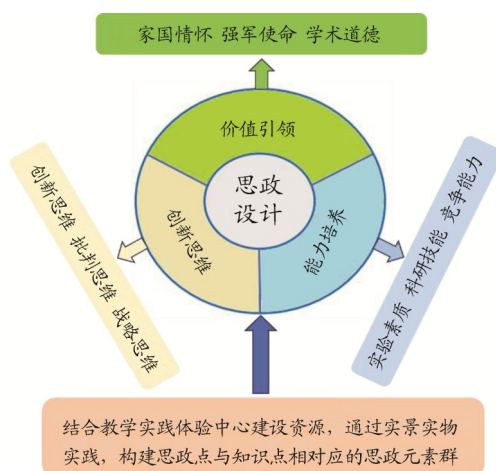 家国情怀 强军使命 学术道德
价值引领
思政
设计
创新思维
能力培养
创新思维 批判思维 战略思维
实验素质 科研技能 竞争能力
结合教学实践体验中心建设资源，通过实景实物
实践，构建思政点与知识点相对应的思政元素群